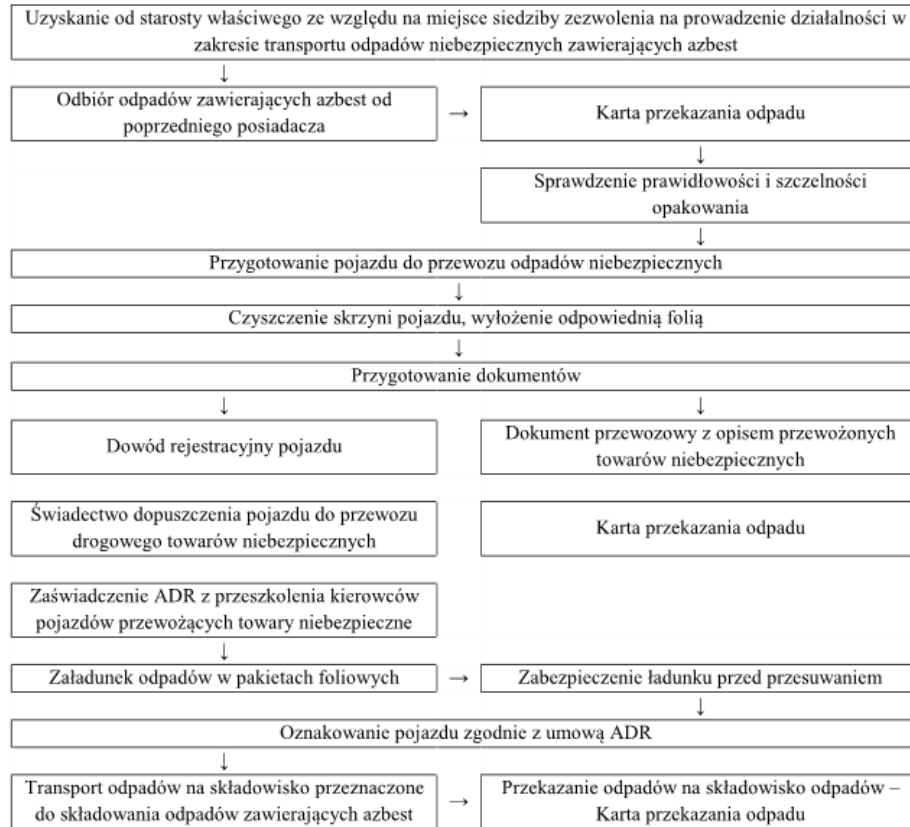 Uzyskanie od starosty właściwego ze względu na miejsce siedziby zezwolenia na prowadzenie działalności w
zakresie transportu odpadów niebezpiecznych zawierających azbest
↓
Odbiór odpadów zawierających azbest od
poprzedniego posiadacza
→
Karta przekazania odpadu
↓
Sprawdzenie prawidłowości i szczelności
opakowania
↓
Przygotowanie pojazdu do przewozu odpadów niebezpiecznych
↓
Czyszczenie skrzyni pojazdu, wyłożenie odpowiednią folią
↓
Przygotowanie dokumentów
↓ ↓
Dowód rejestracyjny pojazdu
Dokument przewozowy z opisem przewożonych
towarów niebezpiecznych
Świadectwo dopuszczenia pojazdu do przewozu
drogowego towarów niebezpiecznych
Karta przekazania odpadu
Zaświadczenie ADR z przeszkolenia kierowców
pojazdów przewożących towary niebezpieczne
↓
Załadunek odpadów w pakietach foliowych
→
Zabezpieczenie ładunku przed przesuwaniem
↓
Oznakowanie pojazdu zgodnie z umową ADR
↓
Transport odpadów na składowisko przeznaczone
do składowania odpadów zawierających azbest
→
Przekazanie odpadów na składowisko odpadów –
Karta przekazania odpadu